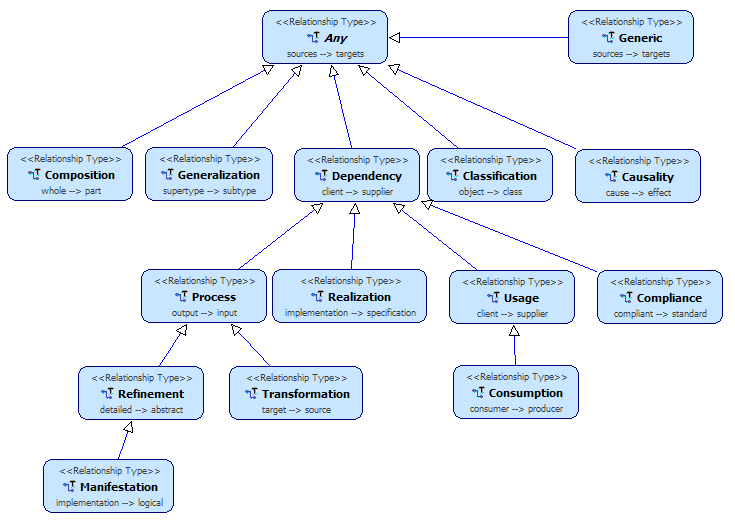 <<Relationship Type>>
Any
sources --> targets
<<Relationship Type>>
Generic
sources --> targets
<<Relationship Type>>
Composition
whole --> part
<<Relationship Type>>
Generalization
supertype --> subtype
<<Relationship Type>>
Dependency
client --> supplier
<<Relationship Type>>
Classification
object --> class
<<Relationship Type>>
Causality
cause --> effect
<<Relationship Type>>
Process
output --> input
<<Relationship Type>>
Realization
implementation --> specification
<<Relationship Type>>
Usage
client --> supplier
<<Relationship Type>>
Compliance
compliant --> standard
<<Relationship Type>>
Refinement
detailed --> abstract
<<Relationship Type>>
Transformation
target --> source
<<Relationship Type>>
Consumption
consumer --> producer
<<Relationship Type>>
Manifestation
implementation --> logical